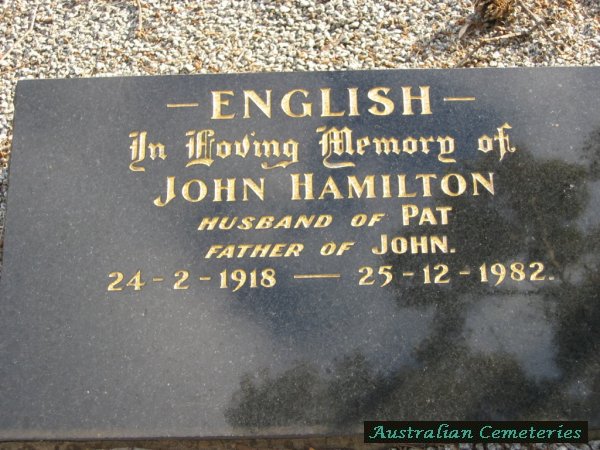 - ENGLISH -
In Loving Memory of
JOHN HAMILTON
HUSBAND OF PAT
FATHER OF JOHN.
24-2-1918 — 25-12-1982.
Australian Cemeteries